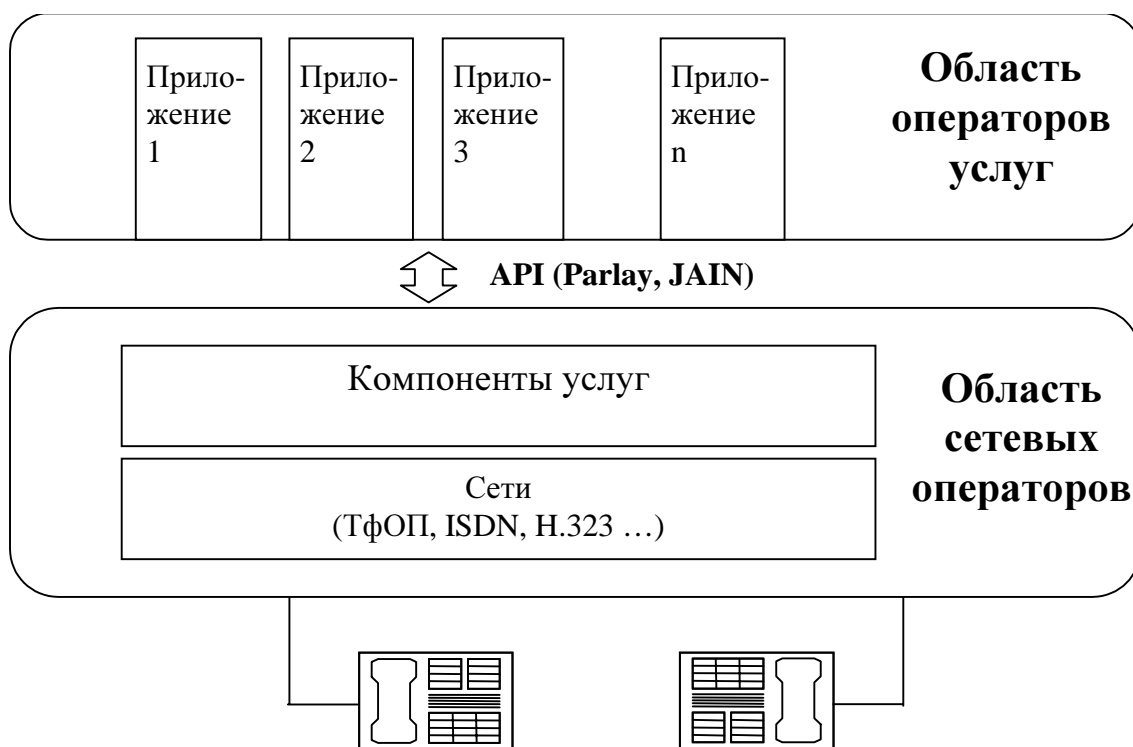 Прило-
жение
1
Прило-
жение
2
Прило-
жение
3
Прило-
жение
n
Область
операторов
услуг
API (Parlay, JAIN)
Компоненты услуг
Сети
(ТфОП, ISDN, H.323 …)
Область
сетевых
операторов